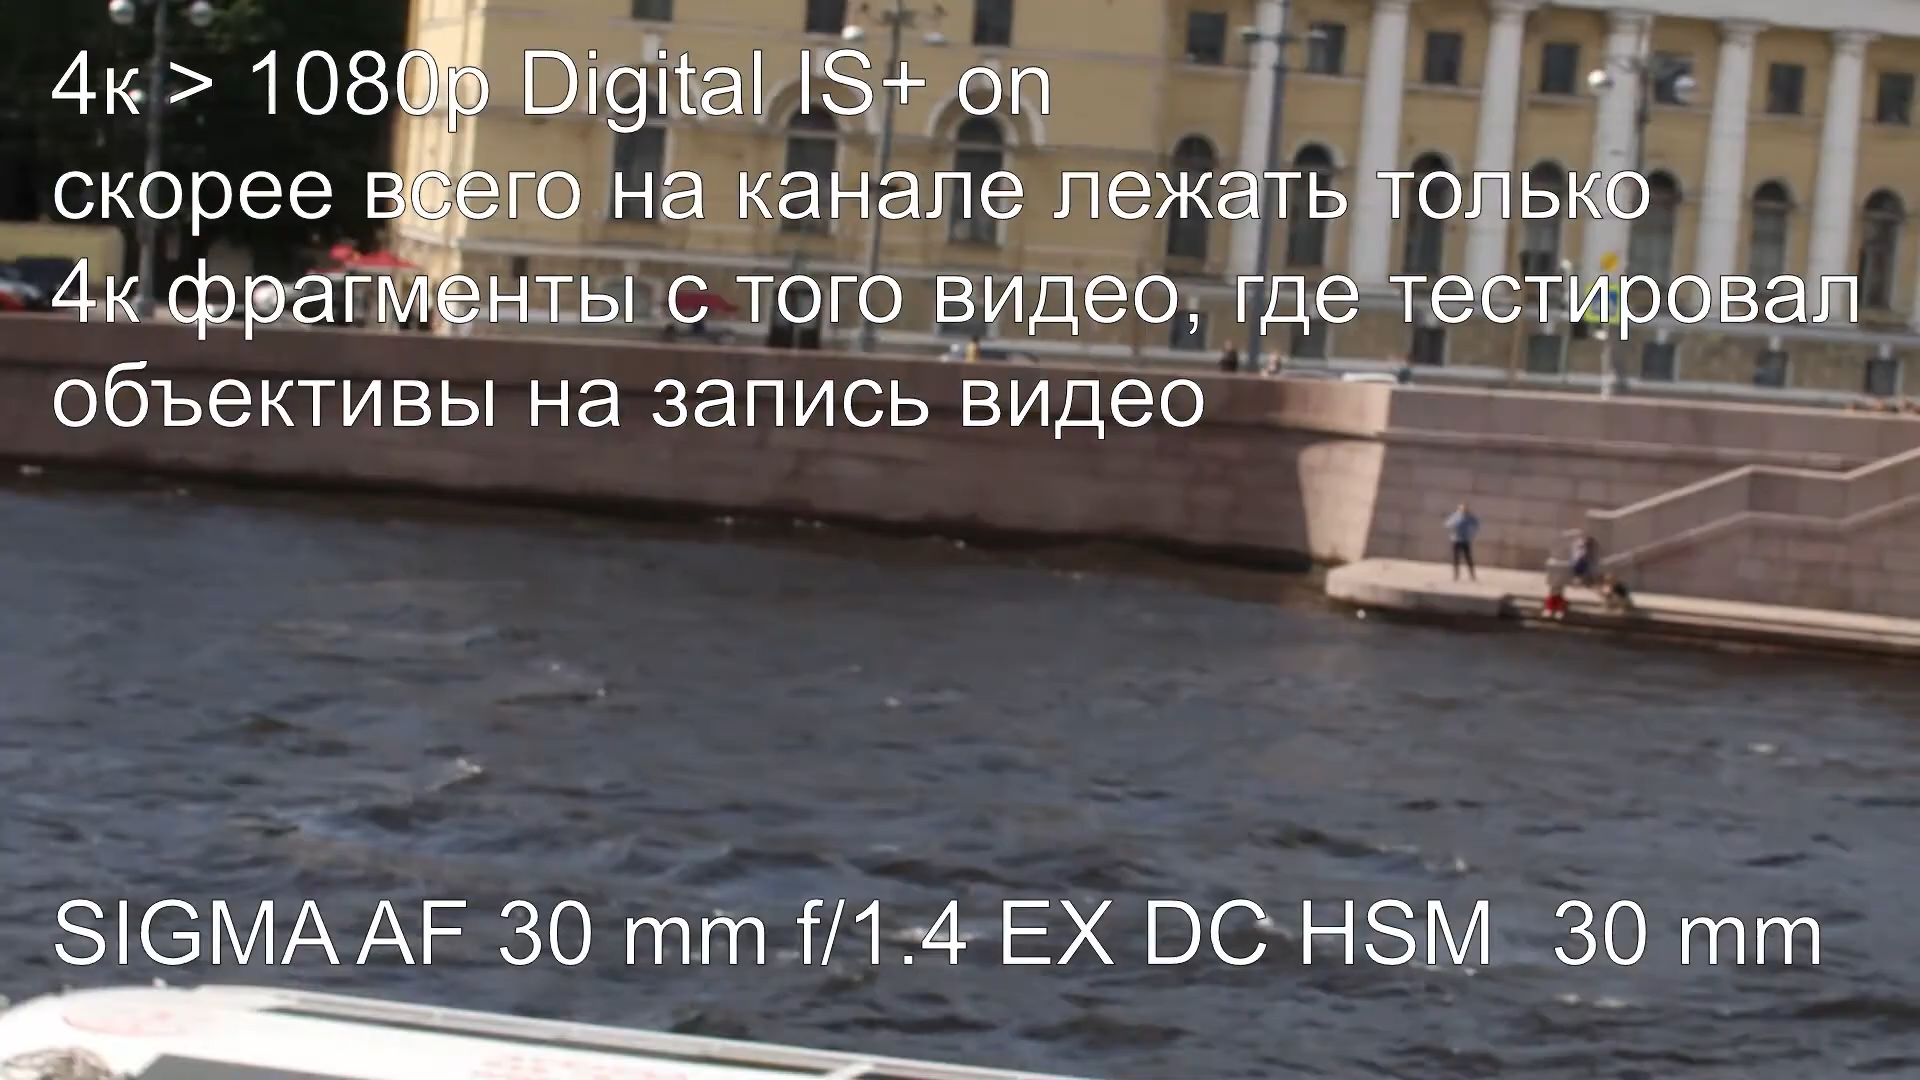 4к > 1080p Digital IS+ on
скорее всего на канале лежать только
4к фрагменты с того видео, где тестировал
объективы на запись видео
SIGMA AF 30 mm f/1.4 EX DC HSM 30 mm